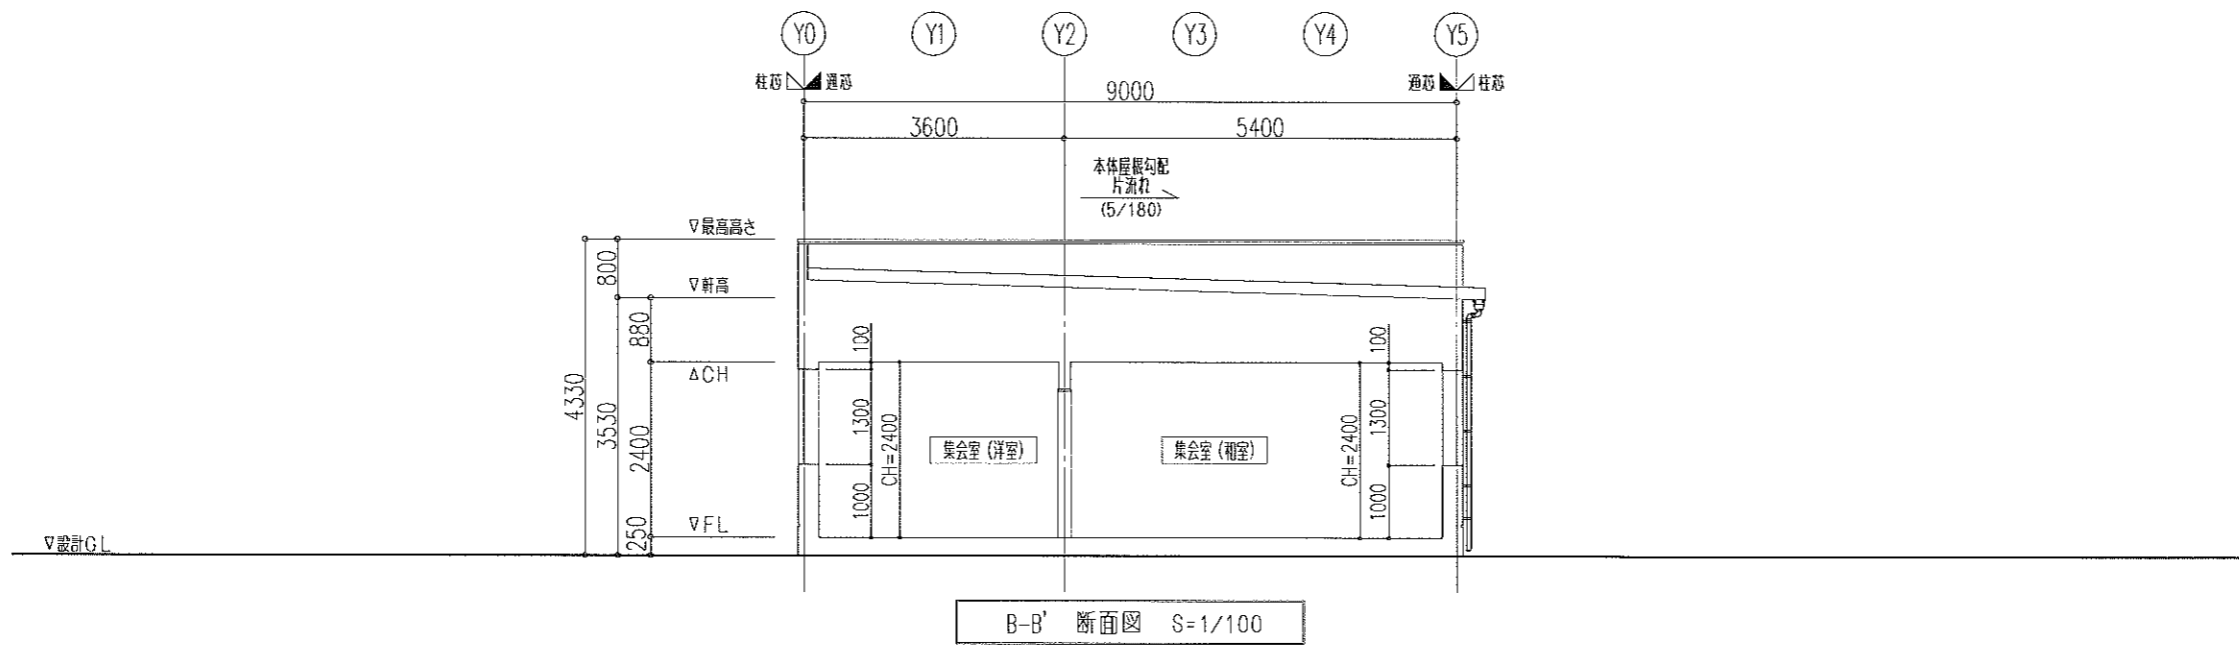 Y0 Y1 Y2 Y3 Y4 Y5
柱芯 通芯 通芯 柱芯
9000
3600 5400
本体屋根勾配
片流れ
(5/180)
▽最高高さ
800
▽軒高
880
100
100
△CH
4330
3530
2400
1300
CH=2400
集会室(洋室)
集会室(和室)
CH=2400
1300
1000
1000
▽FL
250
▽設計GL
B-B' 断面図 S=1/100